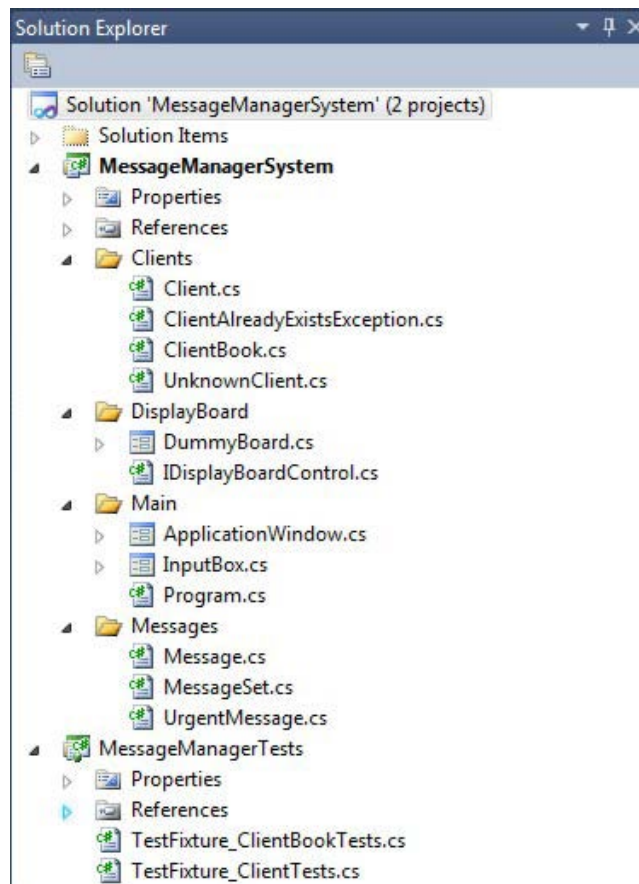 Solution Explorer
Solution 'MessageManagerSystem' (2 projects)
Solution Items
MessageManagerSystem
Properties
References
Clients
Client.cs
ClientAlreadyExistsException.cs
ClientBook.cs
UnknownClient.cs
DisplayBoard
DummyBoard.cs
IDisplayBoardControl.cs
Main
ApplicationWindow.cs
InputBox.cs
Program.cs
Messages
Message.cs
MessageSet.cs
UrgentMessage.cs
MessageManagerTests
Properties
References
TestFixture_ClientBookTests.cs
TestFixture_ClientTests.cs